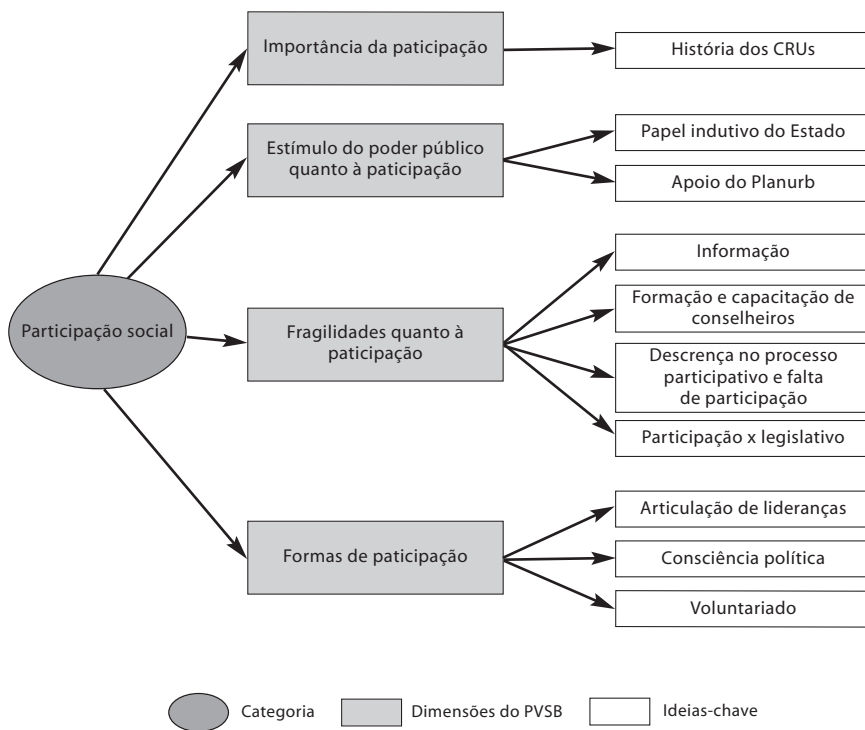 Importância da paticipação
História dos CRUs
Estímulo do poder público
quanto à paticipação
Papel indutivo do Estado
Apoio do Planurb
Participação social
Fragilidades quanto à
paticipação
Informação
Formação e capacitação de
conselheiros
Descrença no processo
participativo e falta
de participação
Participação x legislativo
Formas de paticipação
Articulação de lideranças
Consciência política
Voluntariado
Categoria
Dimensões do PVSB
Ideias-chave